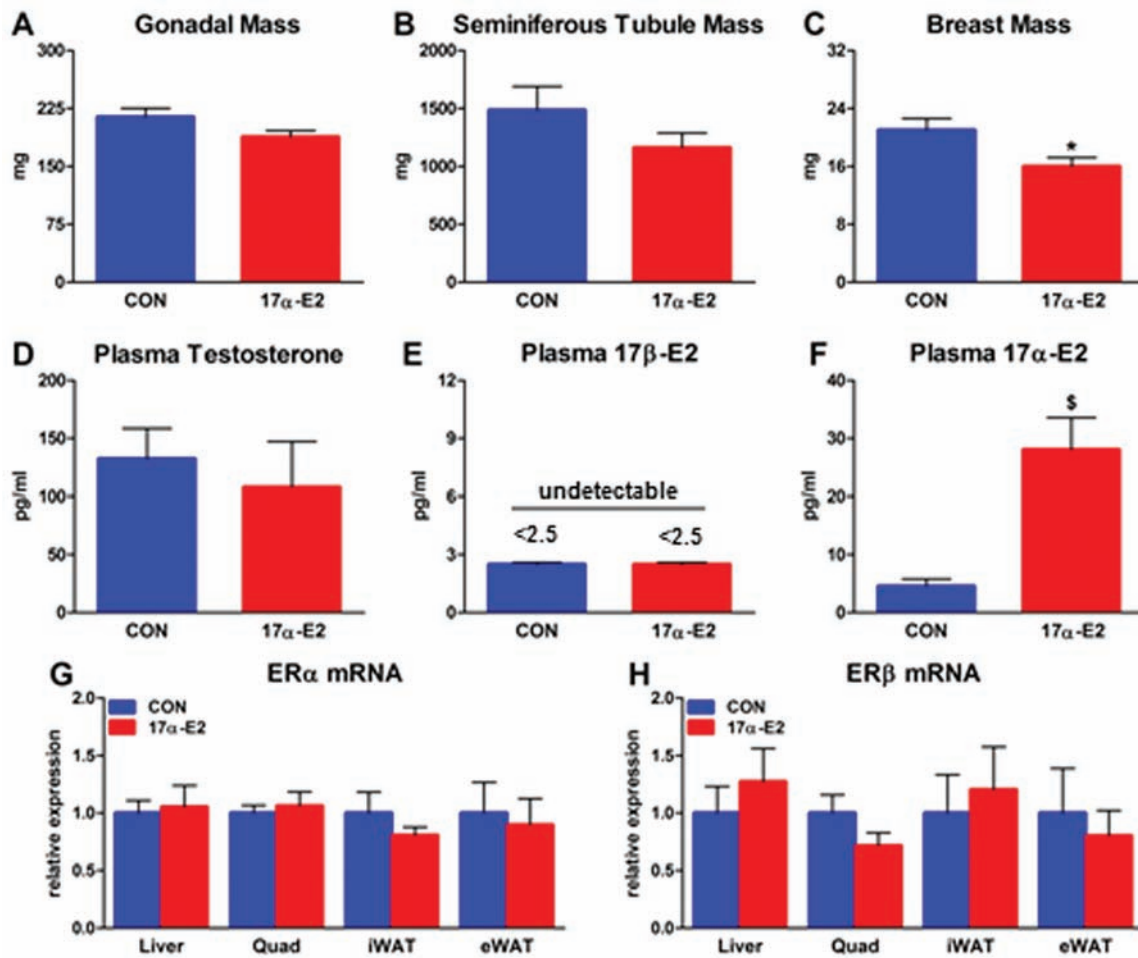 A Gonadal Mass
300
225
150
75
0
mg
CON 17α-E2
B Seminiferous Tubule Mass
2000
1500
1000
500
0
mg
CON 17α-E2
C Breast Mass
32
24
16
8
0
mg
*
CON 17α-E2
D Plasma Testosterone
200
150
100
50
0
pg/ml
CON 17α-E2
E Plasma 17β-E2
12
9
6
3
0
pg/ml
undetectable
<2.5 <2.5
CON 17α-E2
F Plasma 17α-E2
40
30
20
10
0
pg/ml
$
CON 17α-E2
G ERα mRNA
CON
17α-E2
2.0
1.5
1.0
0.5
0.0
relative expression
Liver Quad iWAT eWAT
H ERβ mRNA
CON
17α-E2
2.0
1.5
1.0
0.5
0.0
relative expression
Liver Quad iWAT eWAT